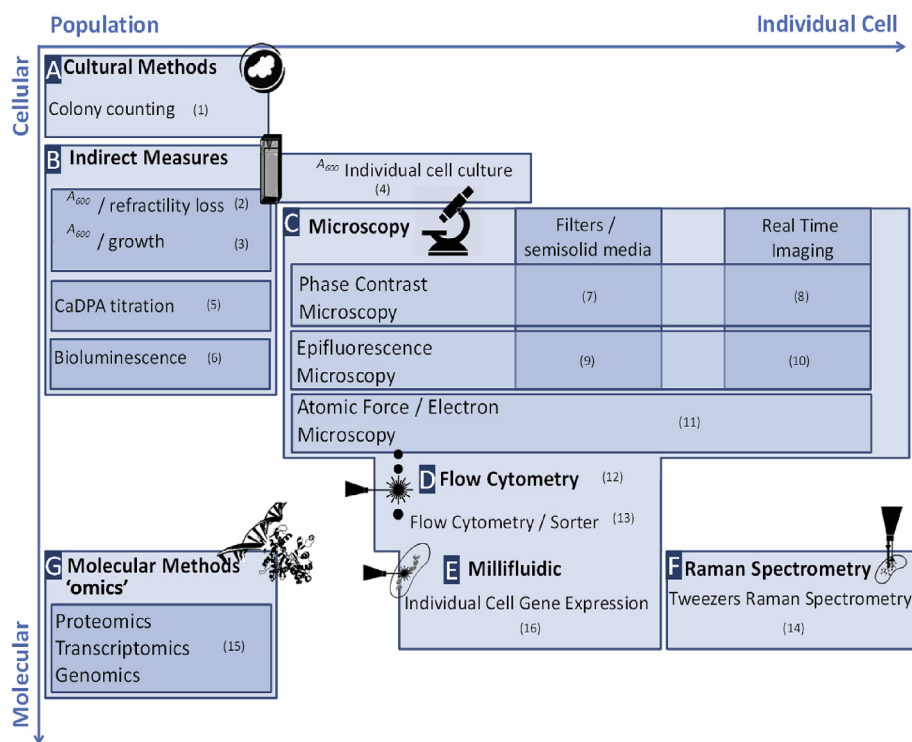 Population
Individual Cell
Cellular
Molecular
A Cultural Methods
Colony counting (1)
B Indirect Measures
A600 / refractility loss (2)
A600 / growth (3)
CaDPA titration (5)
Bioluminescence (6)
A600 Individual cell culture
(4)
C Microscopy
Filters /
semisolid media
Real Time
Imaging
Phase Contrast
Microscopy
(7)
(8)
Epifluorescence
Microscopy
(9)
(10)
Atomic Force / Electron
Microscopy
(11)
D Flow Cytometry (12)
Flow Cytometry / Sorter (13)
E Millifluidic
Individual Cell Gene Expression
(16)
F Raman Spectrometry
Tweezers Raman Spectrometry
(14)
G Molecular Methods
‘omics’
Proteomics
Transcriptomics (15)
Genomics